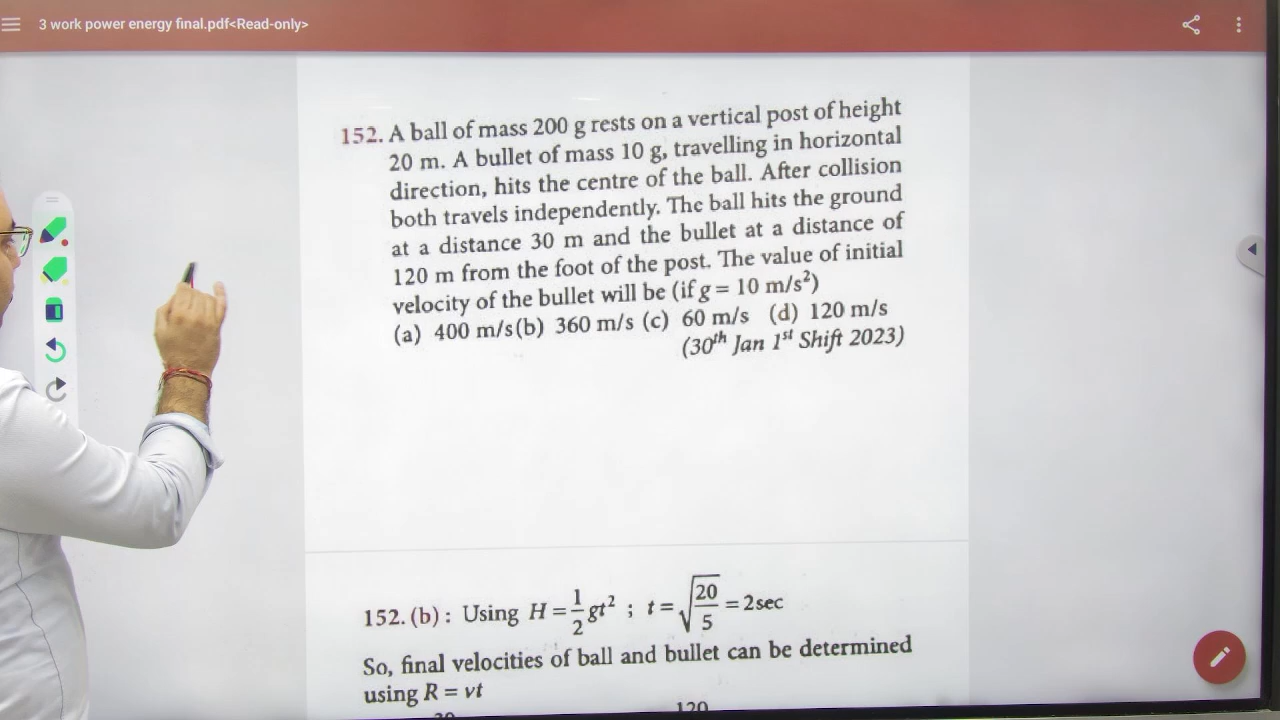 3 work power energy final.pdf<Read-only>
152. A ball of mass 200 g rests on a vertical post of height
20 m. A bullet of mass 10 g, travelling in horizontal
direction, hits the centre of the ball. After collision
both travels independently. The ball hits the ground
at a distance 30 m and the bullet at a distance of
120 m from the foot of the post. The value of initial
velocity of the bullet will be (if g = 10 m/s²)
(a) 400 m/s(b) 360 m/s (c) 60 m/s (d) 120 m/s
(30th Jan 1st Shift 2023)
152. (b) : Using H = 1/2 gt² ; t = √(20/5) = 2sec
So, final velocities of ball and bullet can be determined
using R = vt
30 120